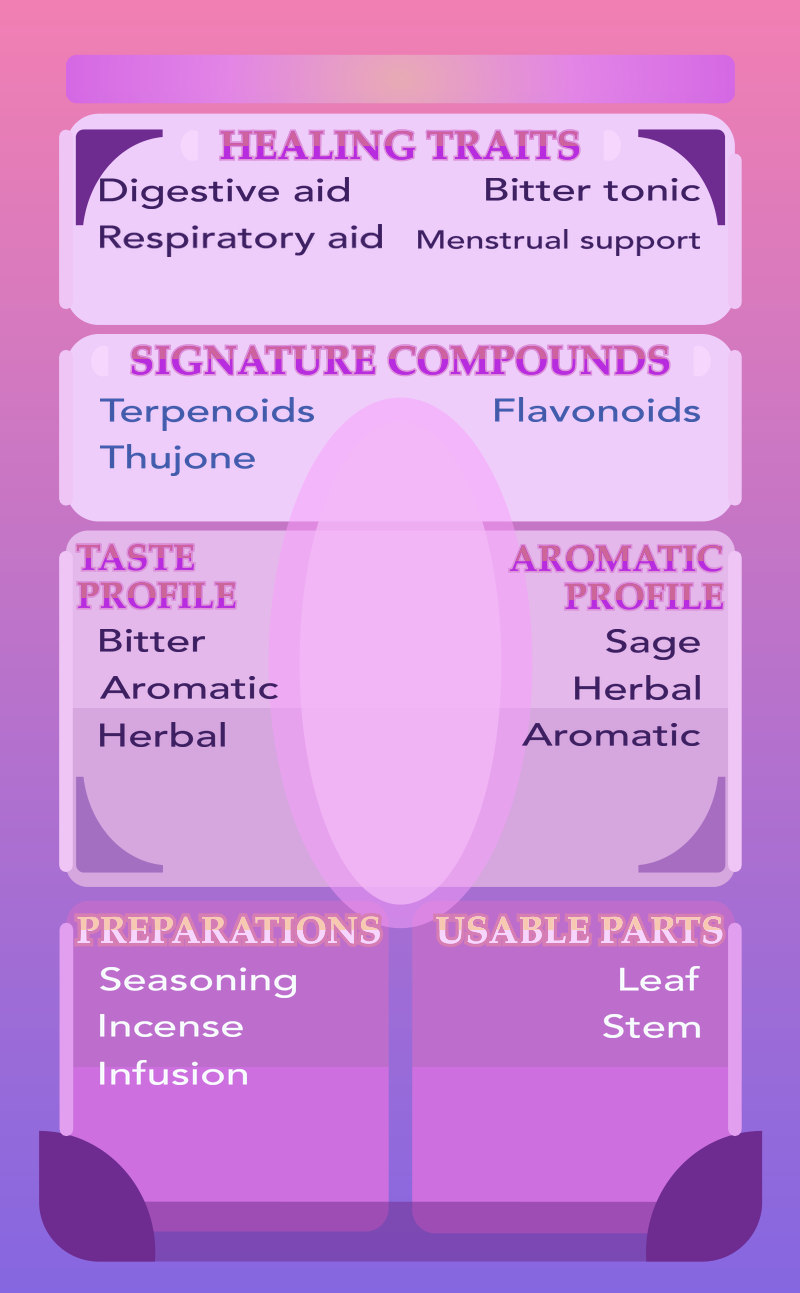 HEALING TRAITS
Digestive aid
Bitter tonic
Respiratory aid
Menstrual support
SIGNATURE COMPOUNDS
Terpenoids
Flavonoids
Thujone
TASTE
PROFILE
Bitter
Aromatic
Herbal
AROMATIC
PROFILE
Sage
Herbal
Aromatic
PREPARATIONS
Seasoning
Incense
Infusion
USABLE PARTS
Leaf
Stem